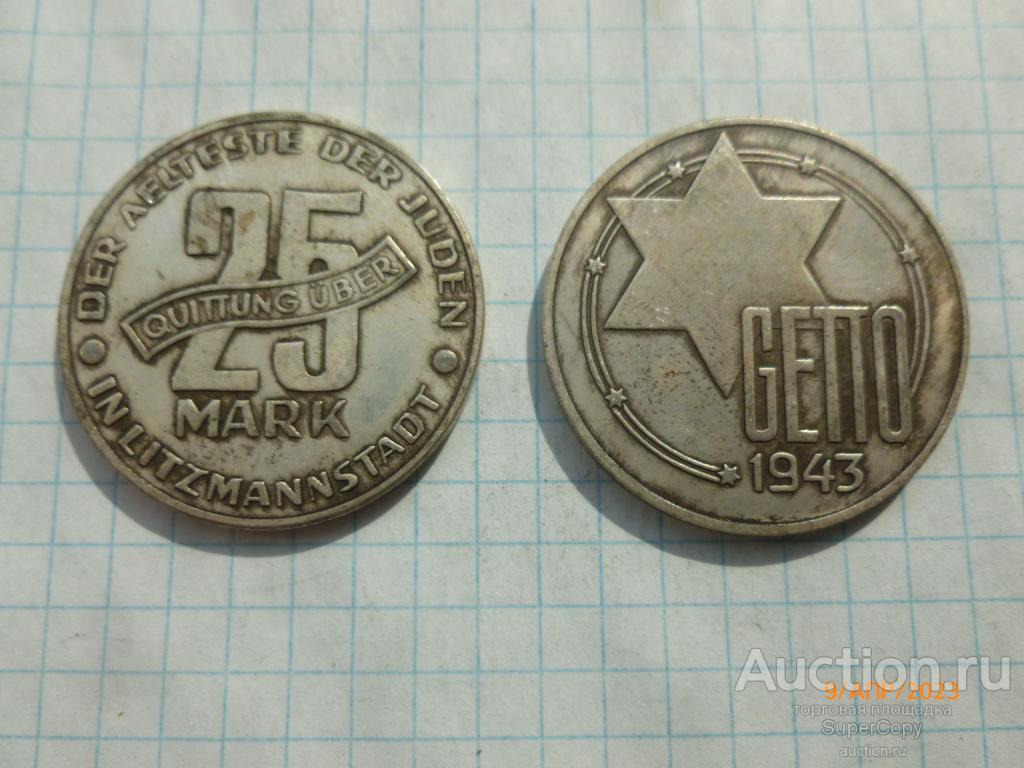 DER AELTESTE DER JUDEN
25
QUITTUNG ÜBER
MARK
IN LITZMANNSTADT
GETTO
1943
Auction.ru
9/АПР/2023
торговая площадка
SuperCopy
auction.ru